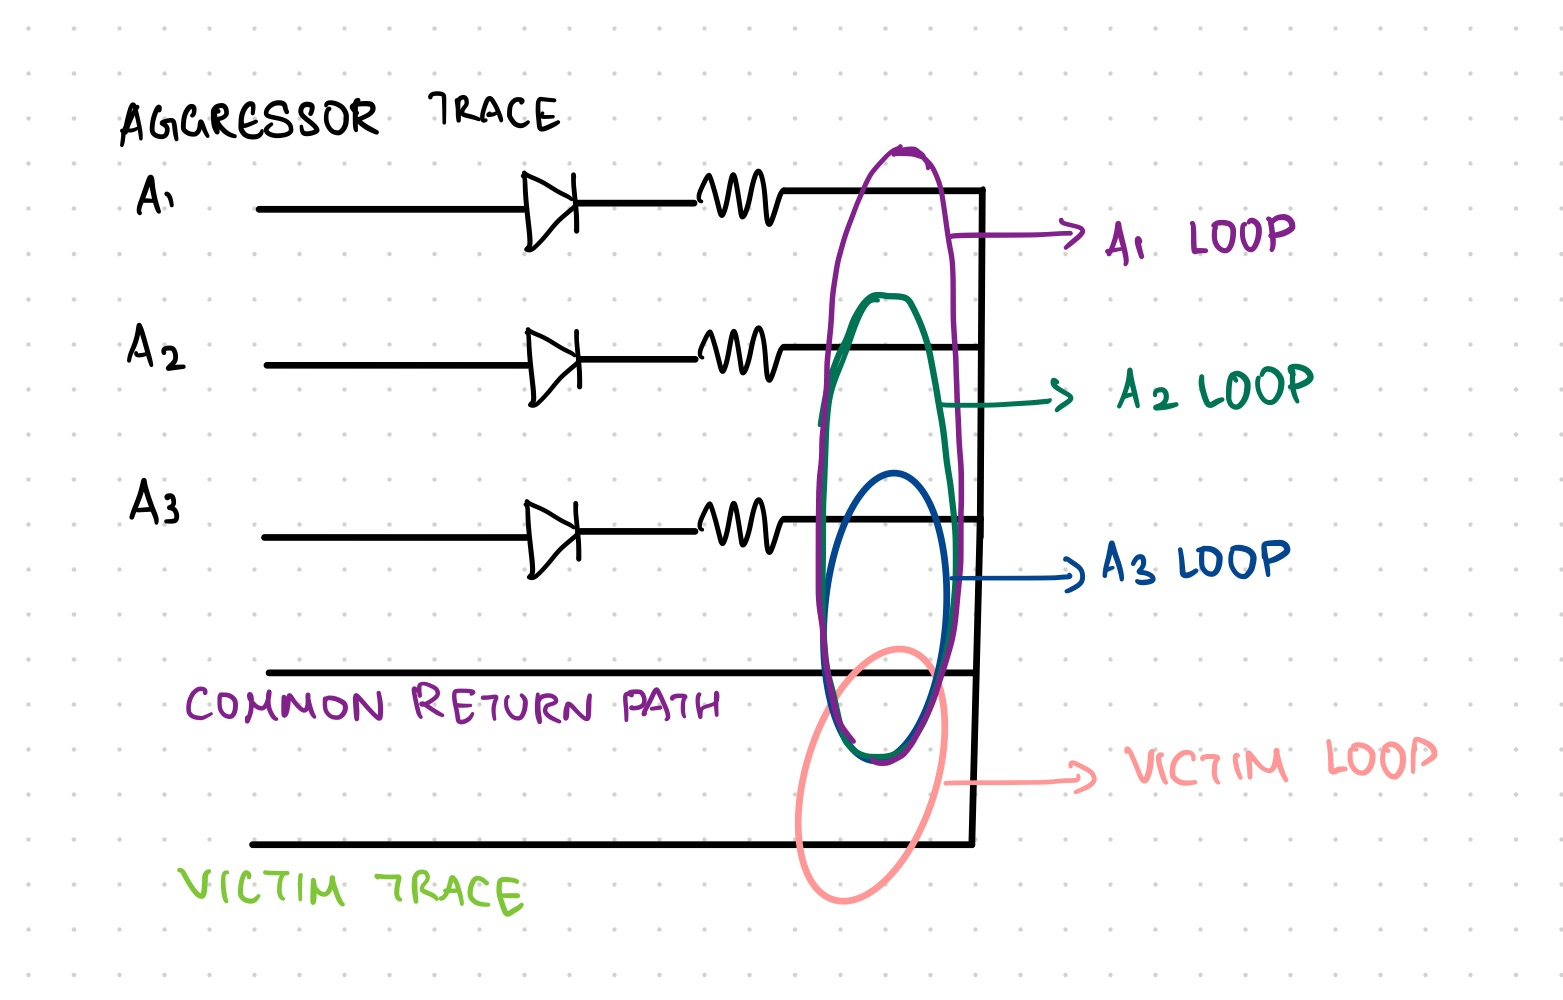 AGGRESSOR TRACE
A1
A1 LOOP
A2
A2 LOOP
A3
A3 LOOP
COMMON RETURN PATH
VICTIM LOOP
VICTIM TRACE